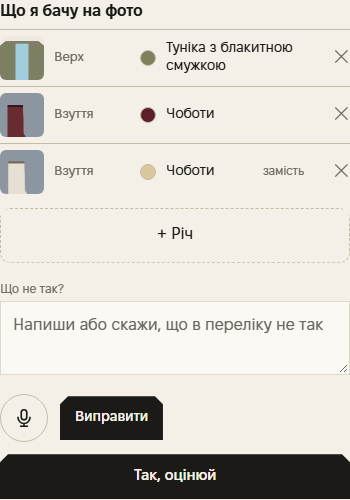 Що я бачу на фото
Верх
Туніка з блакитною
смужкою
Взуття
Чоботи
Взуття
Чоботи
замість
+ Річ
Що не так?
Напиши або скажи, що в переліку не так
Виправити
Так, оцінюй